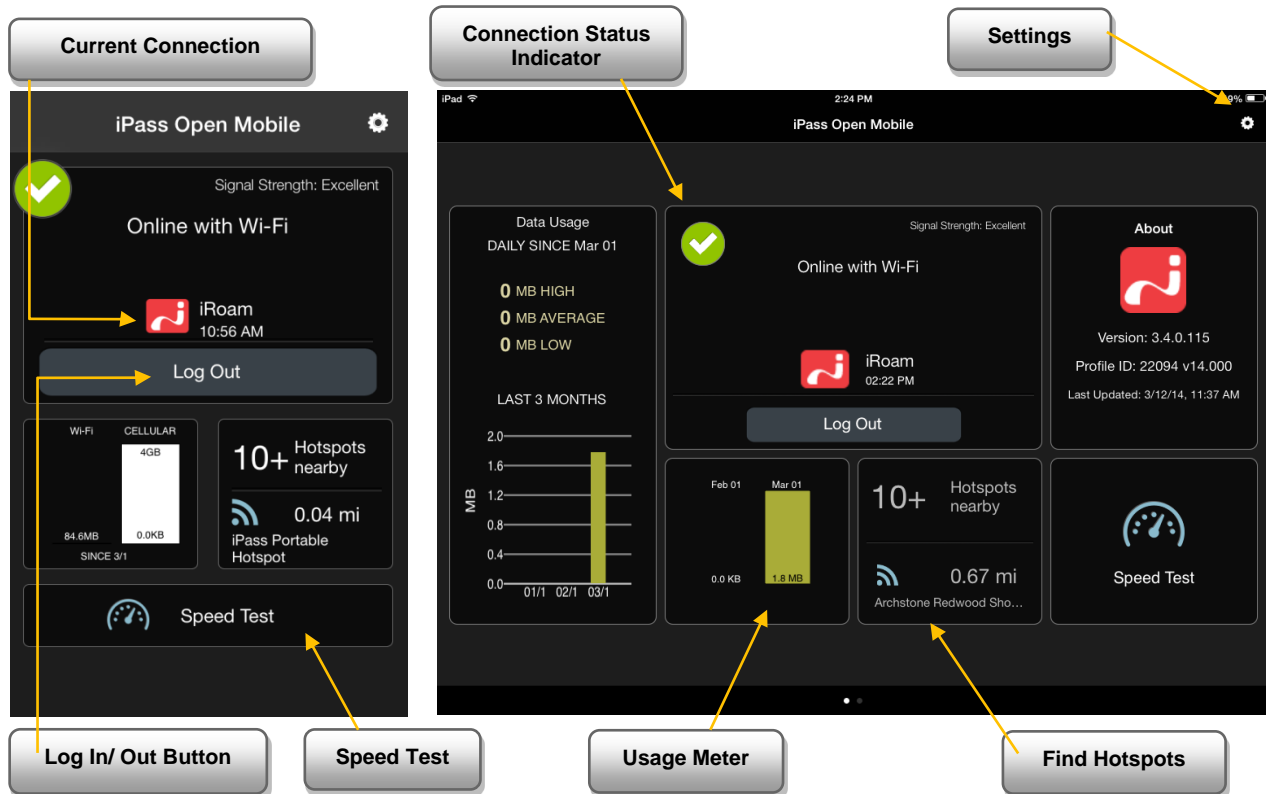 Current Connection
Connection Status
Indicator
Settings
iPass Open Mobile
Signal Strength: Excellent
Online with Wi-Fi
iRoam
10:56 AM
Log Out
Wi-Fi CELLULAR
4GB
84.6MB 0.0KB
SINCE 3/1
10+ Hotspots
nearby
0.04 mi
iPass Portable
Hotspot
Speed Test
iPad 2:24 PM 9%
iPass Open Mobile
Data Usage
DAILY SINCE Mar 01
0 MB HIGH
0 MB AVERAGE
0 MB LOW
LAST 3 MONTHS
MB
2.0
1.6
1.2
0.8
0.4
0.0
01/1 02/1 03/1
Signal Strength: Excellent
Online with Wi-Fi
iRoam
02:22 PM
Log Out
About
Version: 3.4.0.115
Profile ID: 22094 v14.000
Last Updated: 3/12/14, 11:37 AM
Feb 01 Mar 01
0.0 KB 1.8 MB
10+ Hotspots
nearby
0.67 mi
Archstone Redwood Sho...
Speed Test
Log In/ Out Button
Speed Test
Usage Meter
Find Hotspots